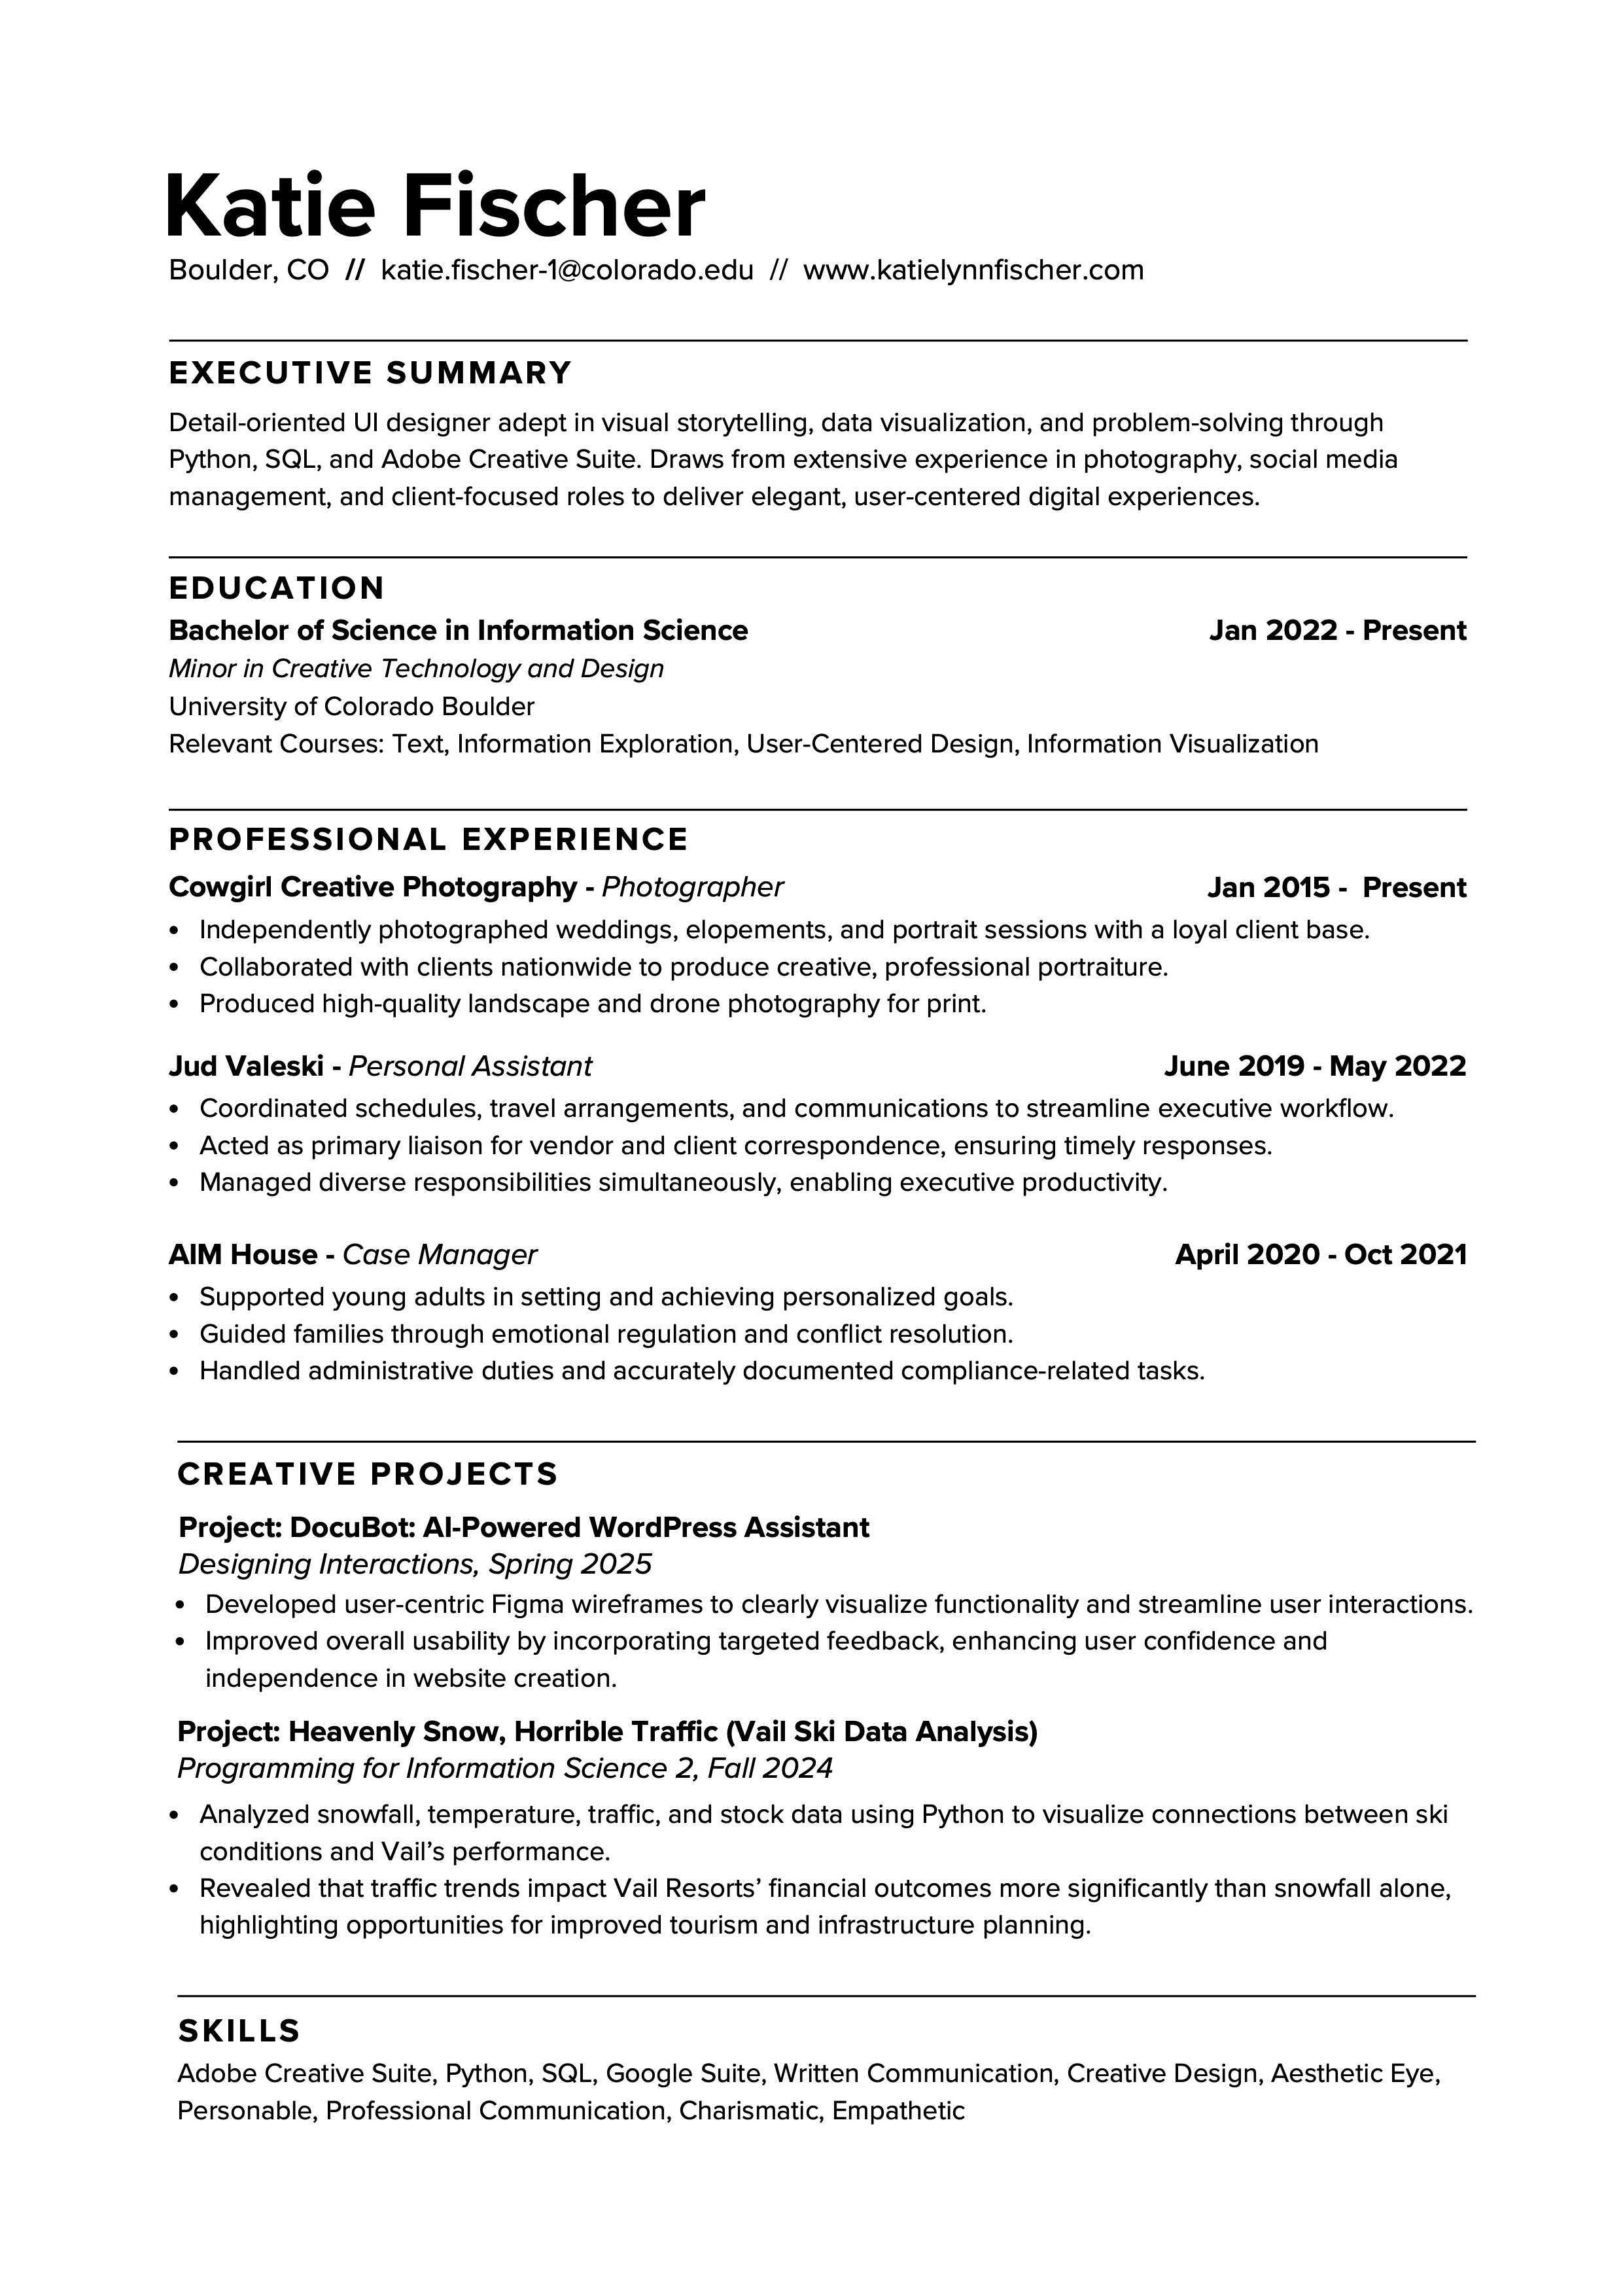 Katie Fischer
Boulder, CO // katie.fischer-1@colorado.edu // www.katielynnfischer.com
EXECUTIVE SUMMARY
Detail-oriented UI designer adept in visual storytelling, data visualization, and problem-solving through
Python, SQL, and Adobe Creative Suite. Draws from extensive experience in photography, social media
management, and client-focused roles to deliver elegant, user-centered digital experiences.
EDUCATION
Bachelor of Science in Information Science Jan 2022 - Present
Minor in Creative Technology and Design
University of Colorado Boulder
Relevant Courses: Text, Information Exploration, User-Centered Design, Information Visualization
PROFESSIONAL EXPERIENCE
Cowgirl Creative Photography - Photographer Jan 2015 - Present
• Independently photographed weddings, elopements, and portrait sessions with a loyal client base.
• Collaborated with clients nationwide to produce creative, professional portraiture.
• Produced high-quality landscape and drone photography for print.
Jud Valeski - Personal Assistant June 2019 - May 2022
• Coordinated schedules, travel arrangements, and communications to streamline executive workflow.
• Acted as primary liaison for vendor and client correspondence, ensuring timely responses.
• Managed diverse responsibilities simultaneously, enabling executive productivity.
AIM House - Case Manager April 2020 - Oct 2021
• Supported young adults in setting and achieving personalized goals.
• Guided families through emotional regulation and conflict resolution.
• Handled administrative duties and accurately documented compliance-related tasks.
CREATIVE PROJECTS
Project: DocuBot: AI-Powered WordPress Assistant
Designing Interactions, Spring 2025
• Developed user-centric Figma wireframes to clearly visualize functionality and streamline user interactions.
• Improved overall usability by incorporating targeted feedback, enhancing user confidence and
independence in website creation.
Project: Heavenly Snow, Horrible Traffic (Vail Ski Data Analysis)
Programming for Information Science 2, Fall 2024
• Analyzed snowfall, temperature, traffic, and stock data using Python to visualize connections between ski
conditions and Vail’s performance.
• Revealed that traffic trends impact Vail Resorts’ financial outcomes more significantly than snowfall alone,
highlighting opportunities for improved tourism and infrastructure planning.
SKILLS
Adobe Creative Suite, Python, SQL, Google Suite, Written Communication, Creative Design, Aesthetic Eye,
Personable, Professional Communication, Charismatic, Empathetic